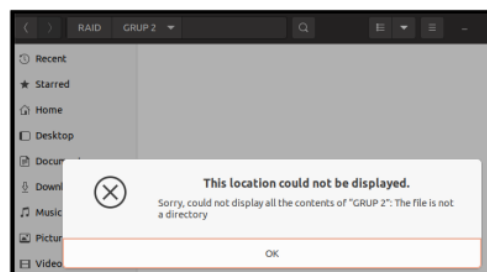 RAID GRUP 2
Recent
Starred
Home
Desktop
Music
This location could not be displayed.
Sorry, could not display all the contents of "GRUP 2": The file is not
a directory
OK